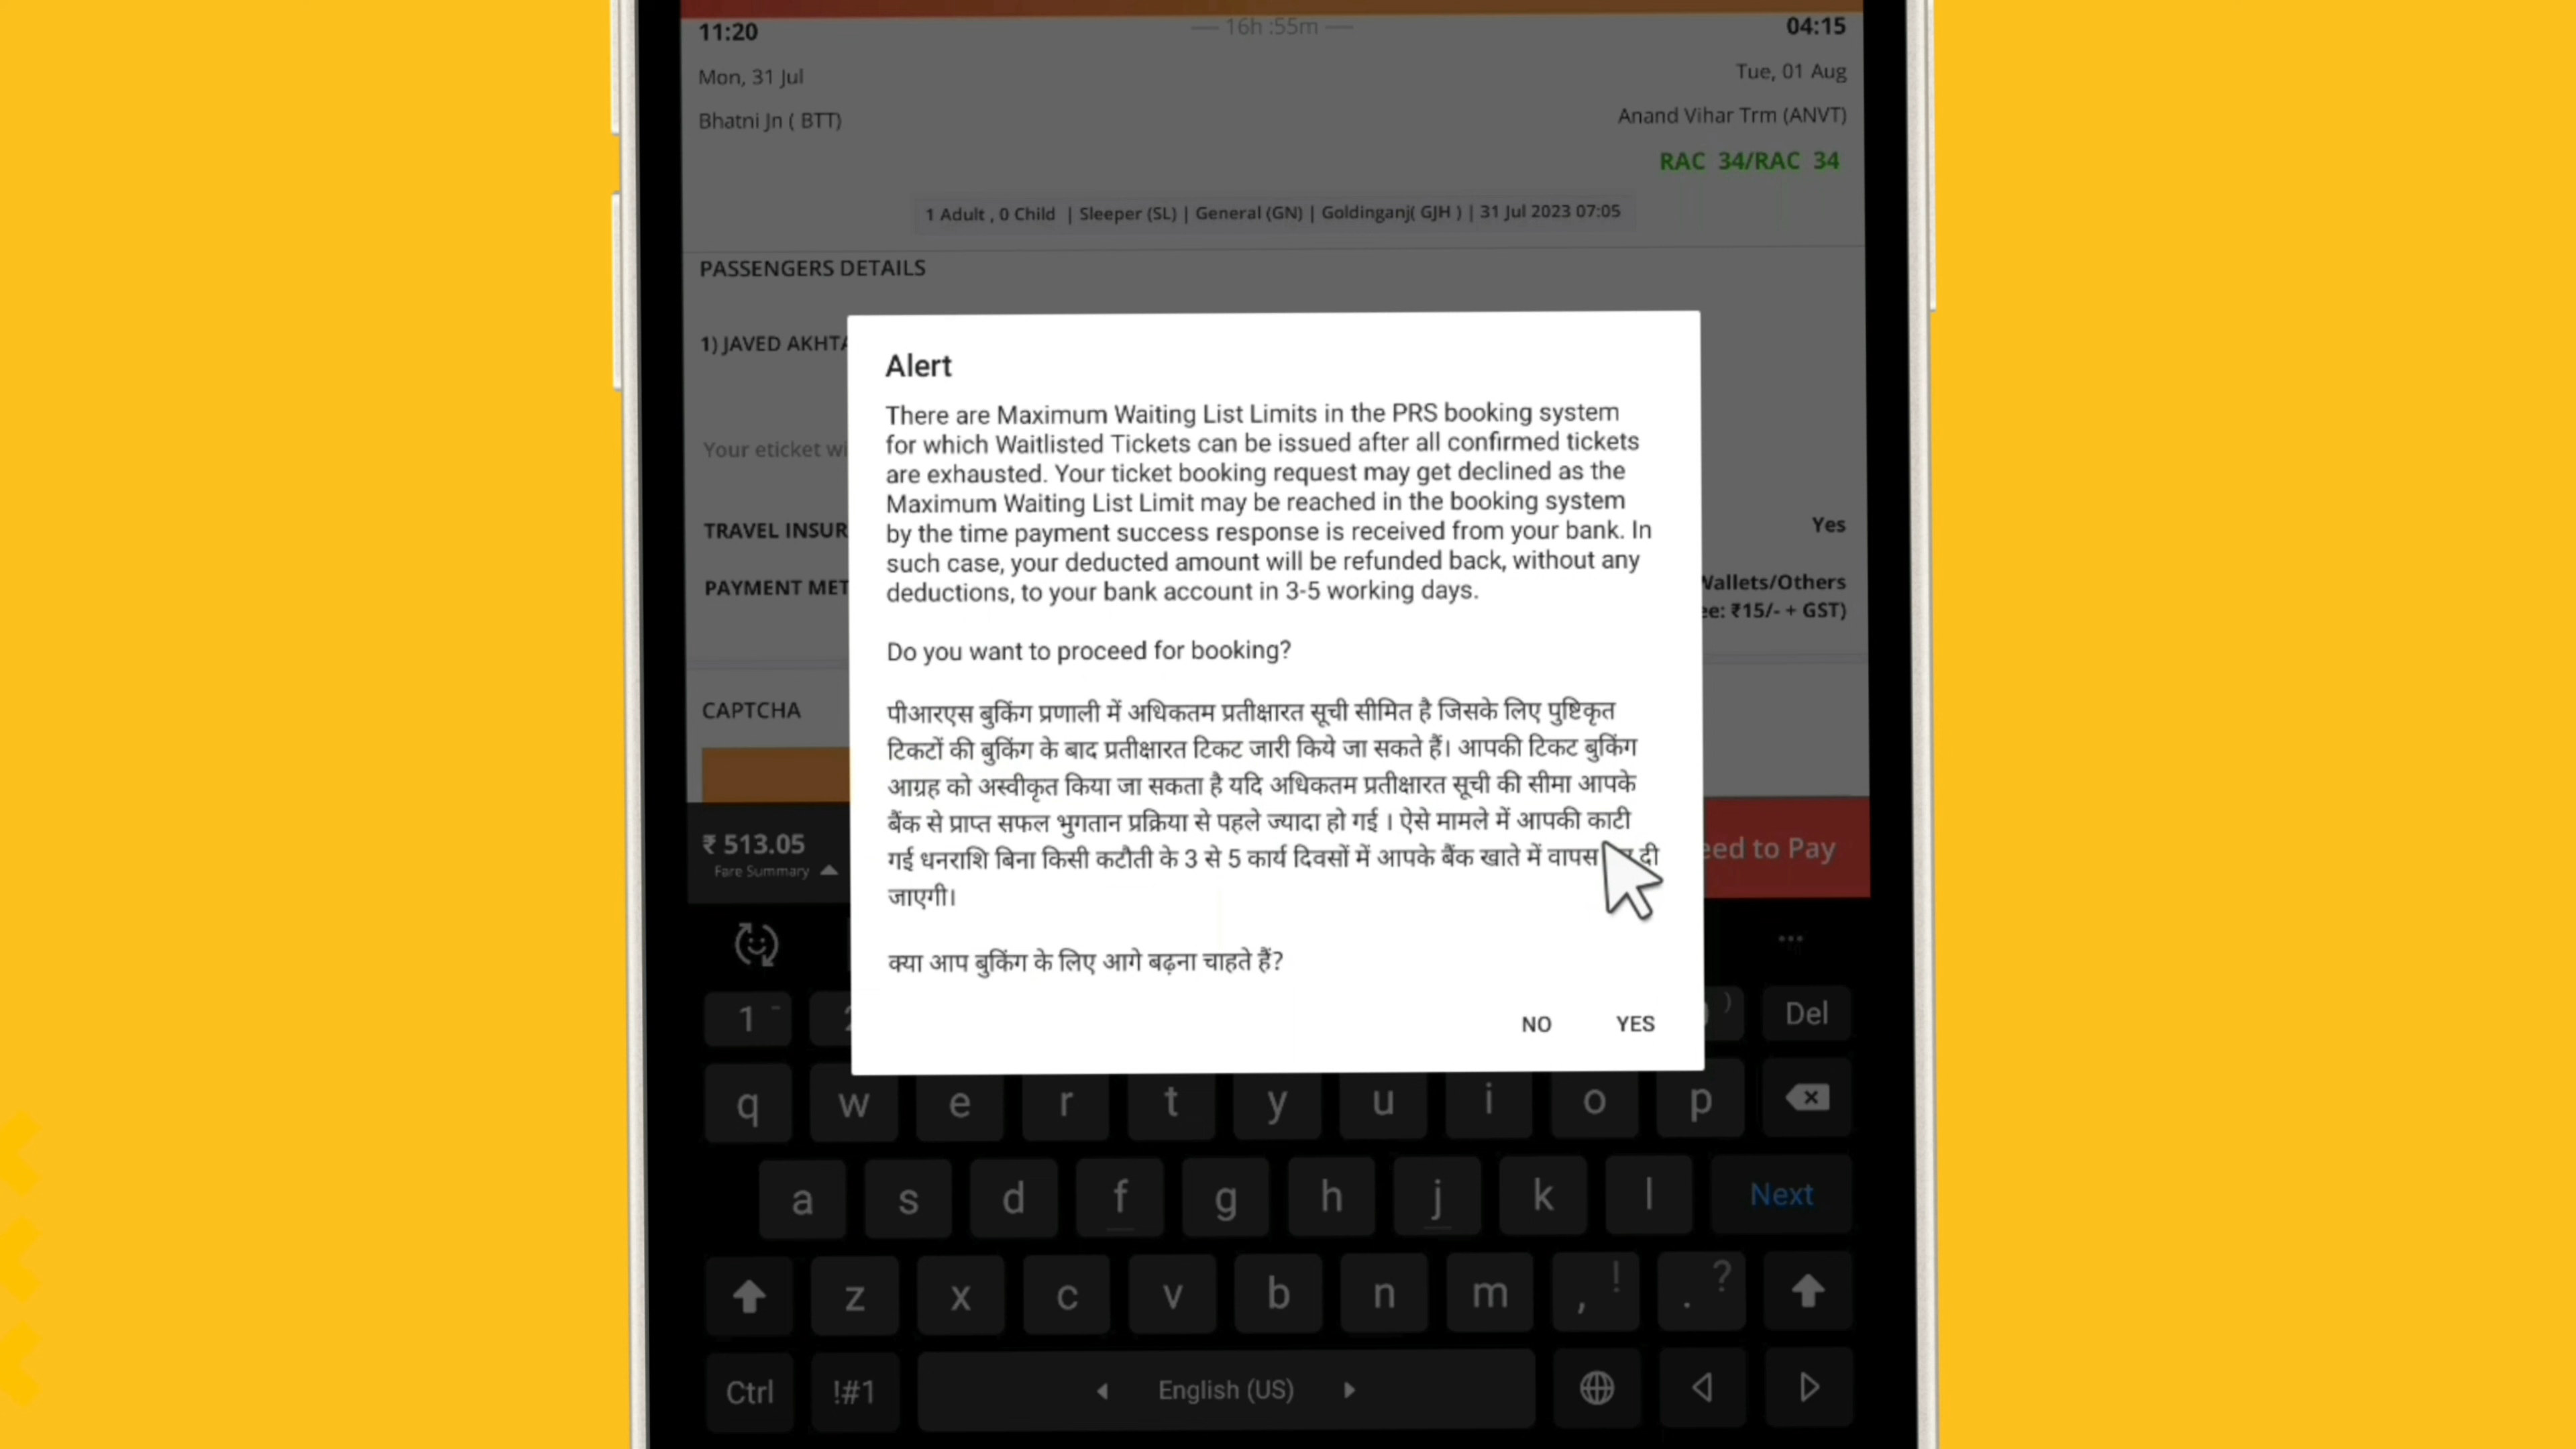 11:20 — 16h :55m — 04:15
Mon, 31 Jul Tue, 01 Aug
Bhatni Jn ( BTT) Anand Vihar Trm (ANVT)
RAC 34/RAC 34
1 Adult , 0 Child | Sleeper (SL) | General (GN) | Goldinganj( GJH ) | 31 Jul 2023 07:05
PASSENGERS DETAILS
1) JAVED
Your eticket
TRAVEL Yes
PAYMENT Wallets/Others
₹15/- + GST)
CAPTCHA
Alert
There are Maximum Waiting List Limits in the PRS booking system
for which Waitlisted Tickets can be issued after all confirmed tickets
are exhausted. Your ticket booking request may get declined as the
Maximum Waiting List Limit may be reached in the booking system
by the time payment success response is received from your bank. In
such case, your deducted amount will be refunded back, without any
deductions, to your bank account in 3-5 working days.
Do you want to proceed for booking?
पीआरएस बुकिंग प्रणाली में अधिकतम प्रतीक्षारत सूची सीमित है जिसके लिए पुष्टिकृत
टिकटों की बुकिंग के बाद प्रतीक्षारत टिकट जारी किये जा सकते हैं। आपकी टिकट बुकिंग
आग्रह को अस्वीकृत किया जा सकता है यदि अधिकतम प्रतीक्षारत सूची की सीमा आपके
बैंक से प्राप्त सफल भुगतान प्रक्रिया से पहले ज्यादा हो गई । ऐसे मामले में आपकी काटी
गई धनराशि बिना किसी कटौती के 3 से 5 कार्य दिवसों में आपके बैंक खाते में वापस दी
जाएगी।
क्या आप बुकिंग के लिए आगे बढ़ना चाहते हैं?
NO YES
₹ 513.05 to Pay
Fare Summary
1 - ) Del
q w e r t y u i o p
a s d f g h j k l Next
z x c v b n m , ! . ?
Ctrl !#1 English (US)